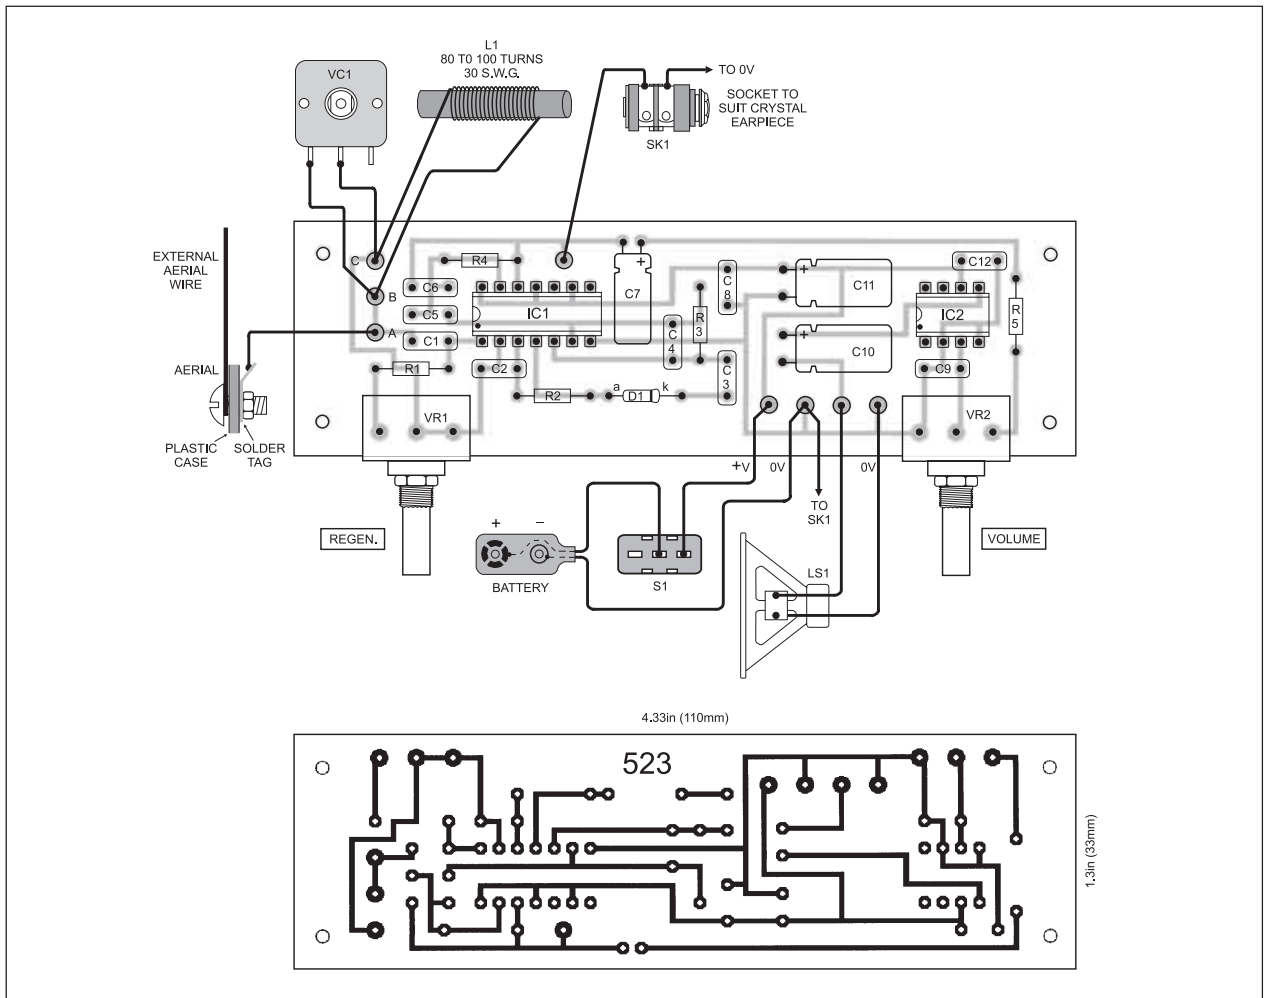 L1
80 T0 100 TURNS
30 S.W.G.
VC1
TO 0V
SOCKET TO
SUIT CRYSTAL
EARPIECE
SK1
EXTERNAL
AERIAL
WIRE
C
B
A
R4
C6
C5
C1
R1
IC1
C2
R2
a
D1
k
+
C7
C8
R3
C4
C3
+
C11
+
C10
C12
IC2
R5
C9
AERIAL
PLASTIC
CASE
SOLDER
TAG
VR1
VR2
+V
0V
0V
TO
SK1
REGEN.
VOLUME
+
–
BATTERY
S1
LS1
4.33in (110mm)
523
1.3in (33mm)